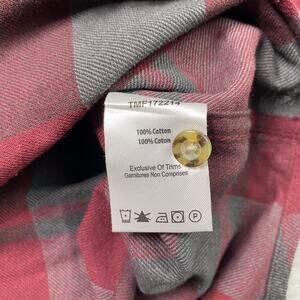 TMF172214
100% Cotton
100% Coton
Exclusive Of Trims
Garnitures Non Comprises
P